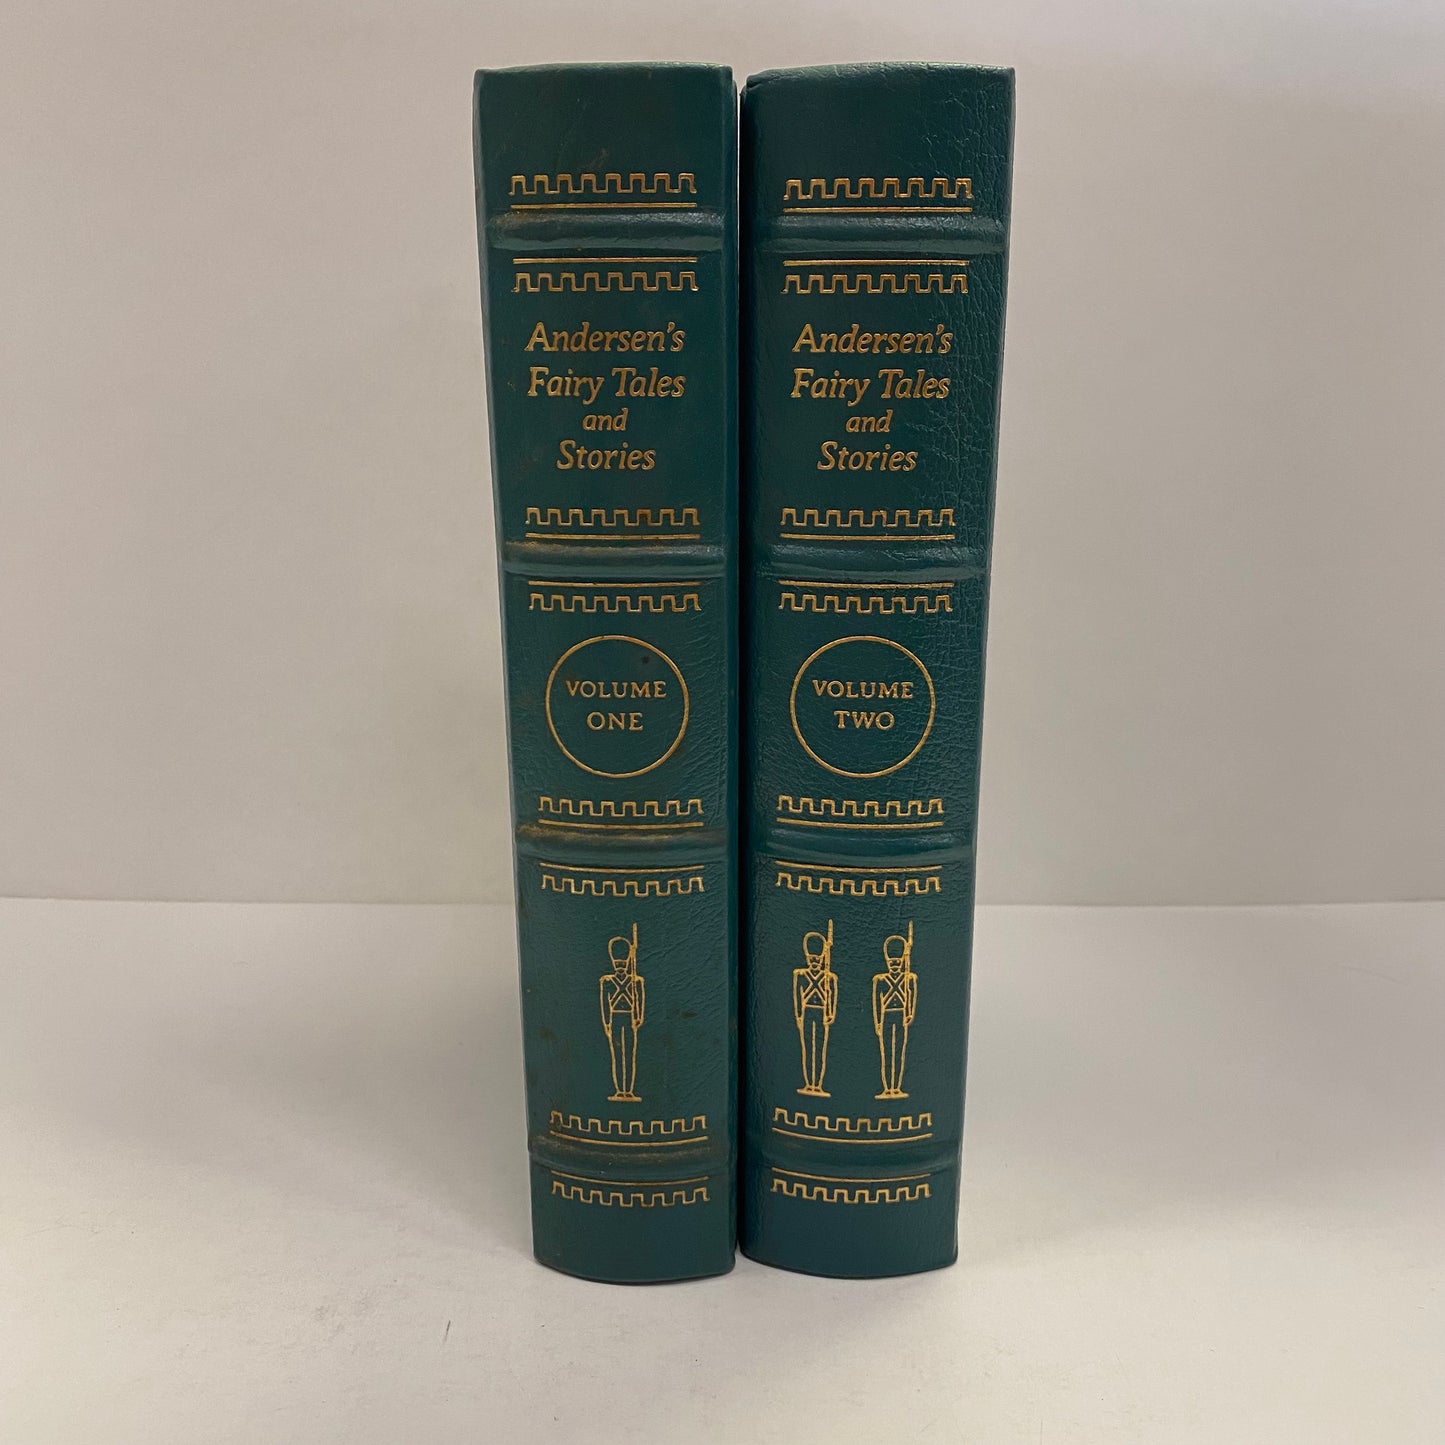 Andersen's
Fairy Tales
and
Stories
VOLUME
ONE
Andersen's
Fairy Tales
and
Stories
VOLUME
TWO